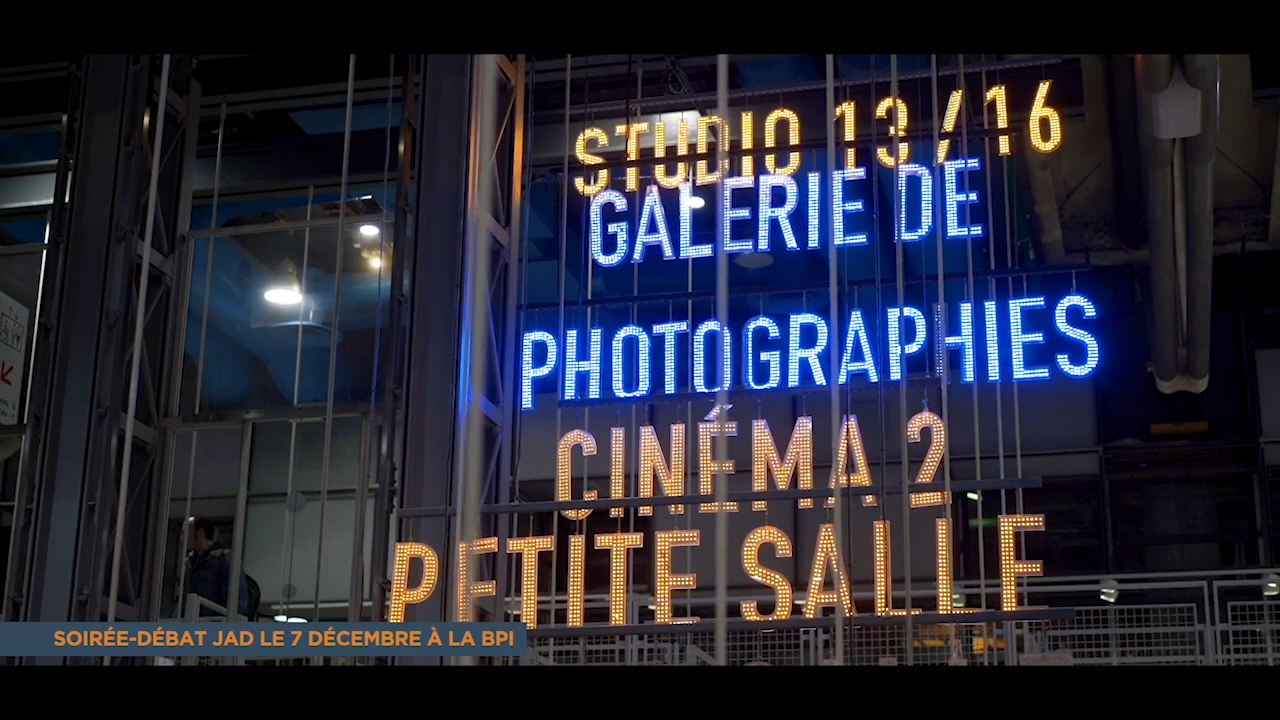 STUDIO 13/16
GALERIE DE
PHOTOGRAPHIES
CINÉMA 2
PETITE SALLE
SOIRÉE-DÉBAT JAD LE 7 DÉCEMBRE À LA BPI